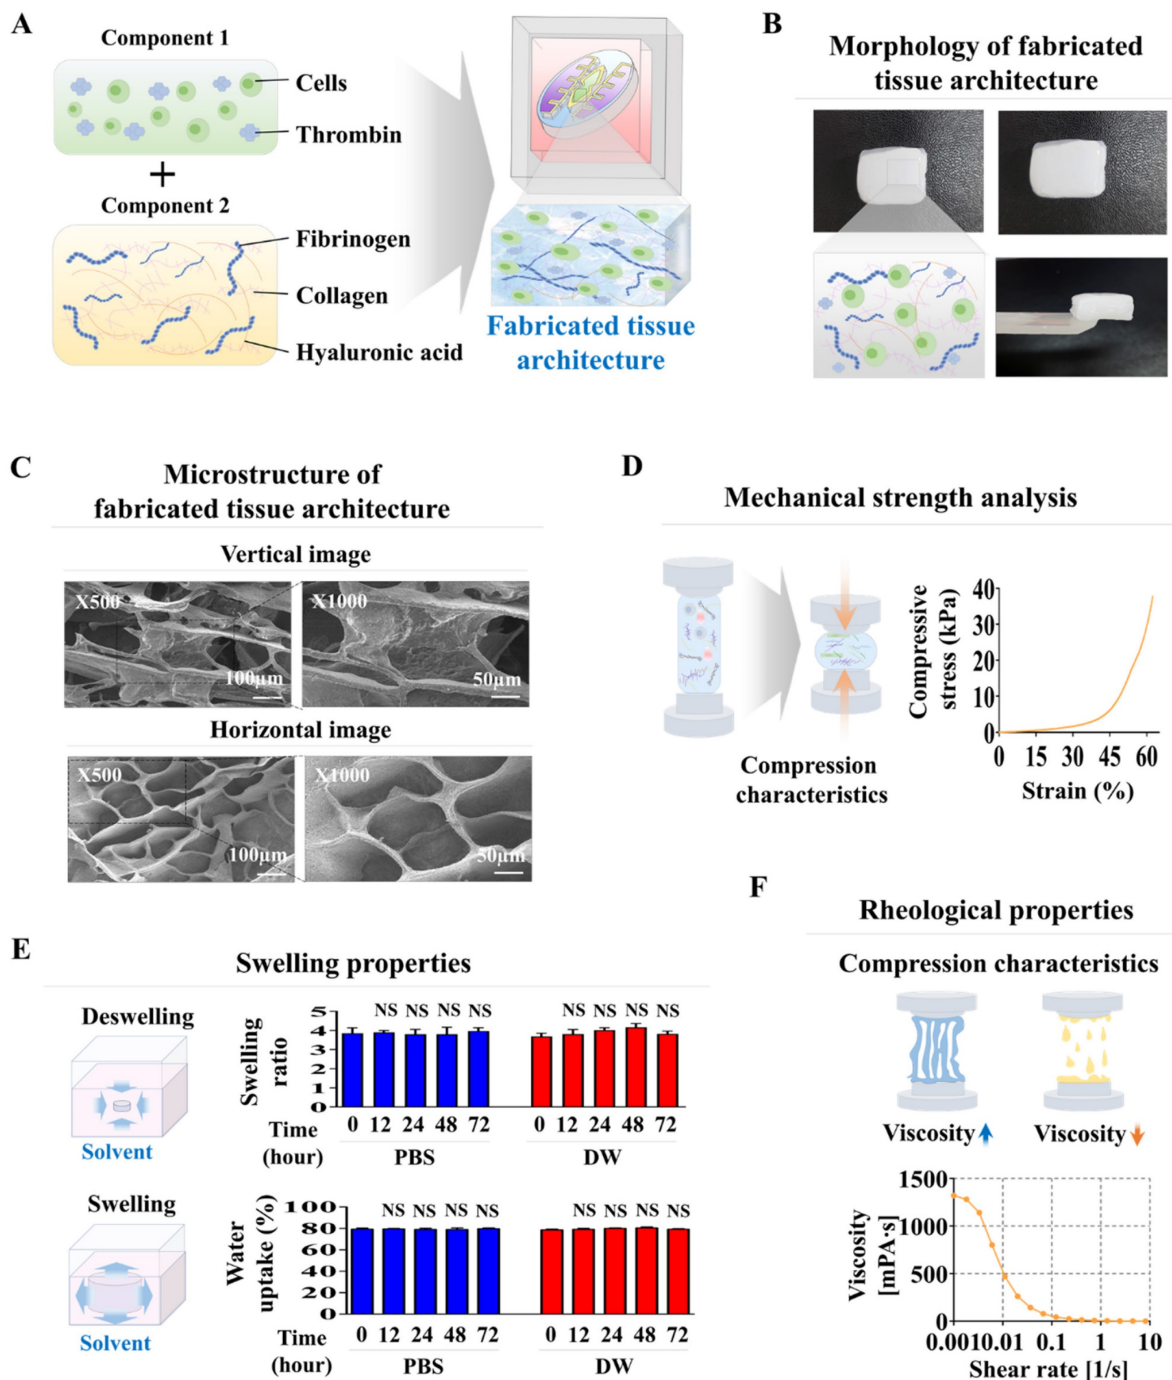 A
Component 1
Cells
Thrombin
+
Component 2
Fibrinogen
Collagen
Hyaluronic acid
Fabricated tissue
architecture
B
Morphology of fabricated
tissue architecture
C
Microstructure of
fabricated tissue architecture
Vertical image
X500
100μm
X1000
50μm
Horizontal image
X500
100μm
X1000
50μm
D
Mechanical strength analysis
Compression
characteristics
Compressive
stress (kPa)
40
30
20
10
0
0 15 30 45 60
Strain (%)
E
Swelling properties
Deswelling
Solvent
Swelling
ratio
5
4
3
2
1
0
NS NS NS NS
NS NS NS NS
Time
(hour)
0 12 24 48 72
0 12 24 48 72
PBS
DW
Swelling
Solvent
Water
uptake (%)
100
80
60
40
20
0
NS NS NS NS
NS NS NS NS
Time
(hour)
0 12 24 48 72
0 12 24 48 72
PBS
DW
F
Rheological properties
Compression characteristics
Viscosity
Viscosity
Viscosity
[mPA·s]
1500
1000
500
0
0.001 0.01 0.1 1 10
Shear rate [1/s]